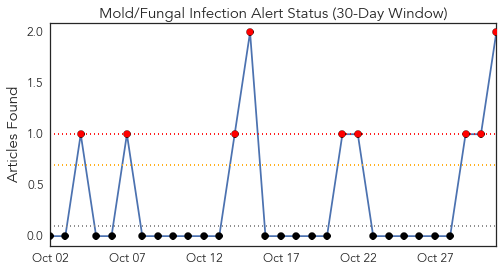 Mold/Fungal Infection Alert Status (30-Day Window)
Articles Found
2.0
1.5
1.0
0.5
0.0
Oct 02 Oct 07 Oct 12 Oct 17 Oct 22 Oct 27